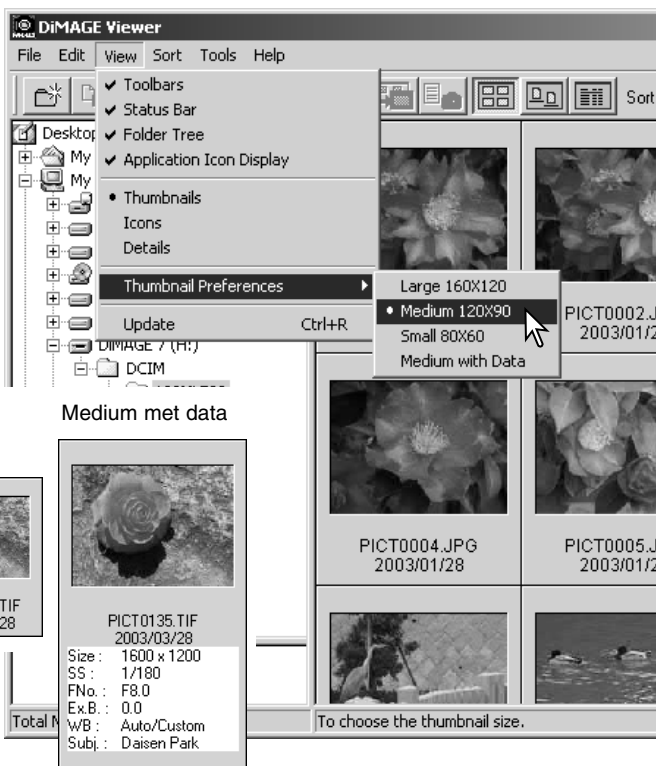 DiMAGE Viewer
File Edit View Sort Tools Help
Toolbars
Status Bar
Folder Tree
Application Icon Display
Thumbnails
Icons
Details
Thumbnail Preferences
Update Ctrl+R
Large 160X120
Medium 120X90
Small 80X60
Medium with Data
Sort
My
My
DiMAGE 7 (H:)
DCIM
PICT0002.J
2003/01/2
PICT0004.JPG
2003/01/28
PICT0005.J
2003/01/2
Medium met data
TIF
28
PICT0135.TIF
2003/03/28
Size : 1600 x 1200
SS : 1/180
FNo. : F8.0
Ex.B. : 0.0
WB : Auto/Custom
Subj. : Daisen Park
Total
To choose the thumbnail size.